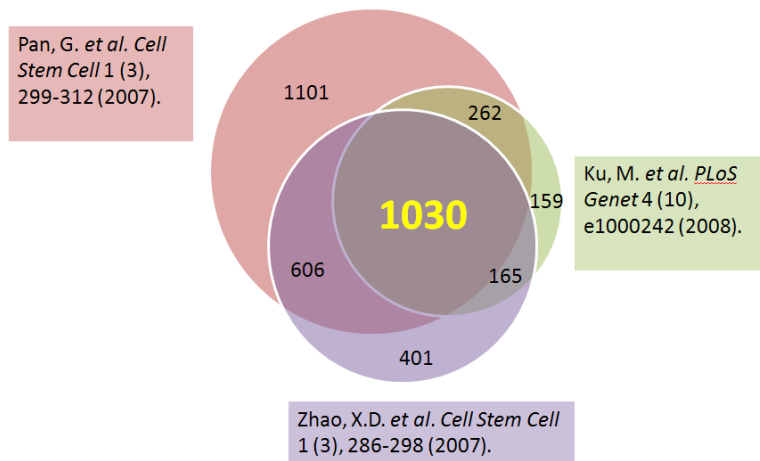 Pan, G. et al. Cell
Stem Cell 1 (3),
299-312 (2007).
1101
262
Ku, M. et al. PLoS
Genet 4 (10),
e1000242 (2008).
159
1030
606
165
401
Zhao, X.D. et al. Cell Stem Cell
1 (3), 286-298 (2007).